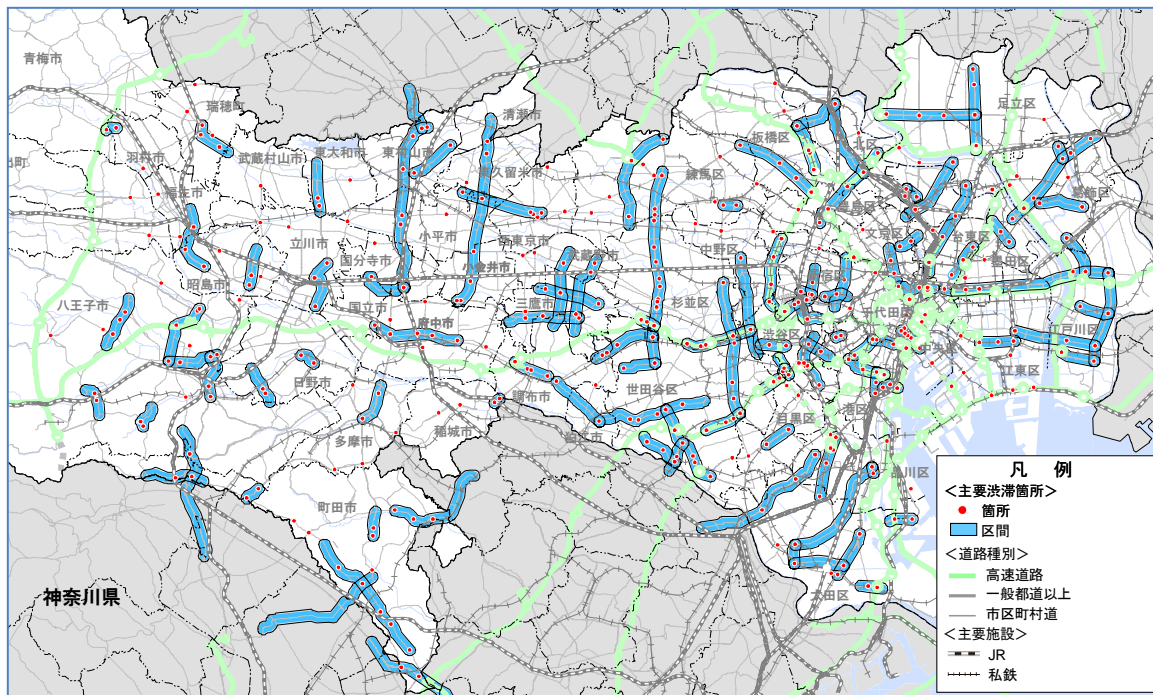 青梅市
瑞穂町
清瀬市
足立区
板橋区
北区
羽村市
武蔵村山市
東大和市
東村山市
東久留米市
練馬区
葛飾区
福生市
豊島区
立川市
小平市
西東京市
文京区
台東区
国分寺市
小金井市
武蔵野市
中野区
新宿区
墨田区
昭島市
八王子市
国立市
三鷹市
杉並区
千代田区
府中市
渋谷区
中央区
江戸川区
江東区
日野市
調布市
世田谷区
目黒区
港区
多摩市
稲城市
狛江市
品川区
町田市
大田区
神奈川県
凡 例
＜主要渋滞箇所＞
箇所
区間
＜道路種別＞
高速道路
一般都道以上
市区町村道
＜主要施設＞
JR
私鉄